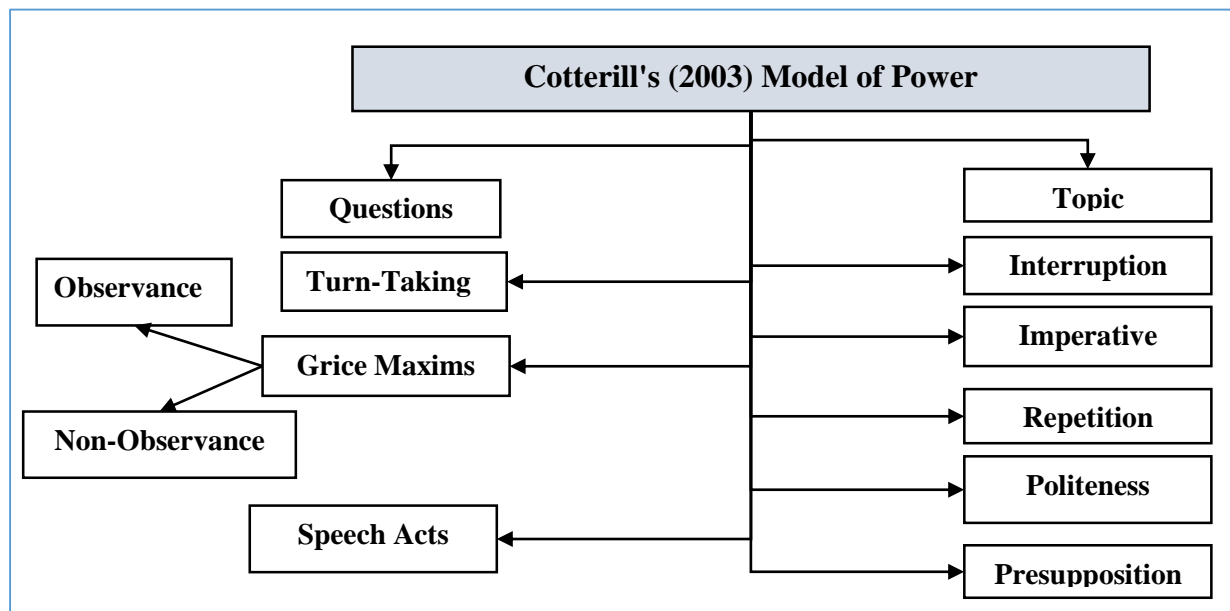 Cotterill's (2003) Model of Power
Questions
Turn-Taking
Observance
Grice Maxims
Non-Observance
Speech Acts
Topic
Interruption
Imperative
Repetition
Politeness
Presupposition